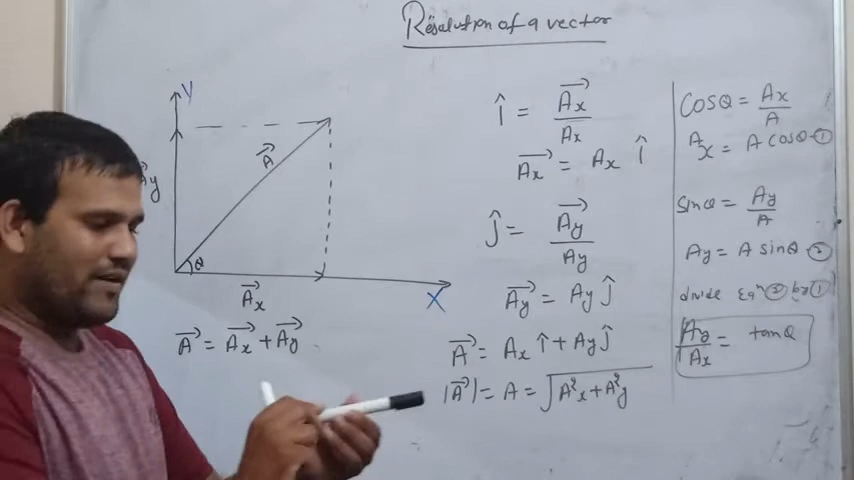 Resolution of a vector
Y
A⃗
A⃗y
θ
A⃗x
X
A⃗ = A⃗x + A⃗y
î = A⃗x / Ax
A⃗x = Ax î
ĵ = A⃗y / Ay
A⃗y = Ay ĵ
A⃗ = Ax î + Ay ĵ
|A⃗| = A = √(A²x + A²y)
Cosθ = Ax / A
Ax = A cosθ ①
Sinθ = Ay / A
Ay = A sinθ ②
divide Eqⁿ ② by ①
Ay / Ax = tanθ